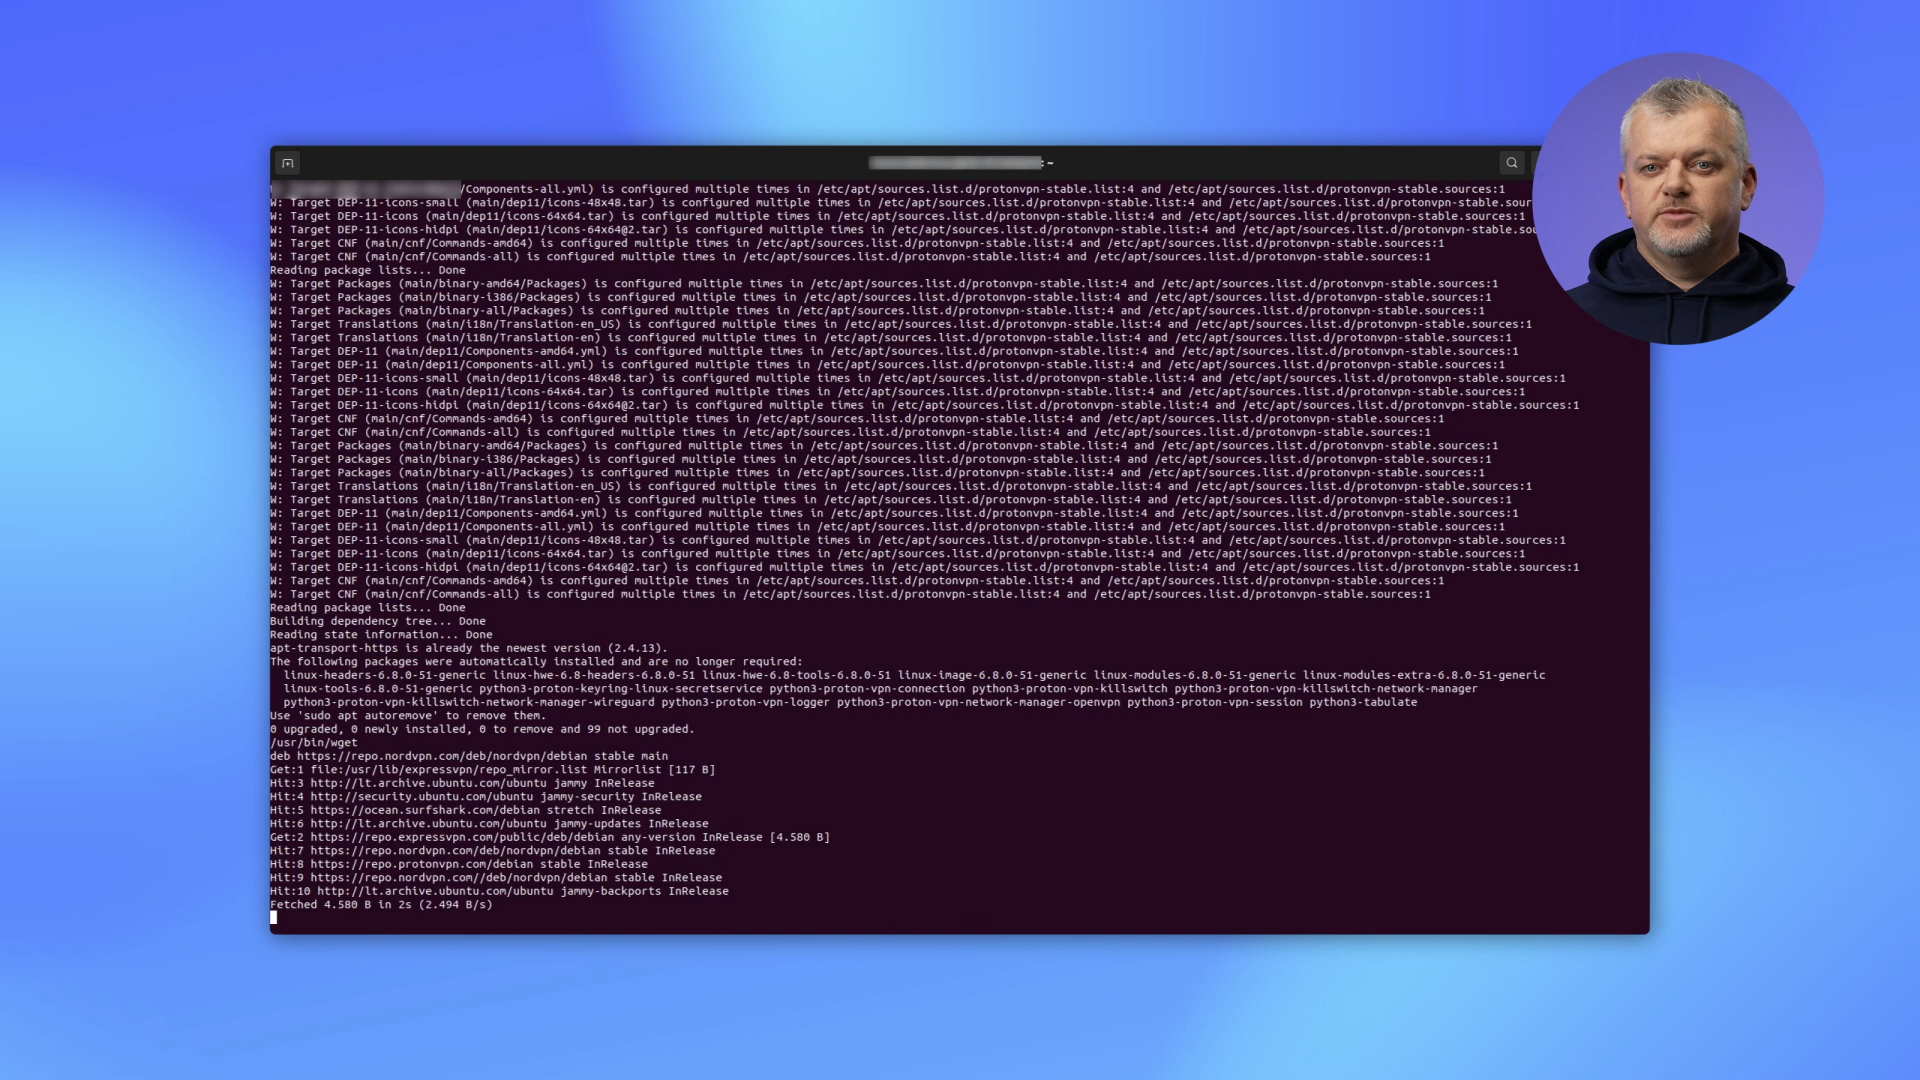 :~
/Components-all.yml) is configured multiple times in /etc/apt/sources.list.d/protonvpn-stable.list:4 and /etc/apt/sources.list.d/protonvpn-stable.sources:1
W: Target DEP-11-icons-small (main/dep11/icons-48x48.tar) is configured multiple times in /etc/apt/sources.list.d/protonvpn-stable.list:4 and /etc/apt/sources.list.d/protonvpn-stable.sour
W: Target DEP-11-icons (main/dep11/icons-64x64.tar) is configured multiple times in /etc/apt/sources.list.d/protonvpn-stable.list:4 and /etc/apt/sources.list.d/protonvpn-stable.sources:1
W: Target DEP-11-icons-hidpi (main/dep11/icons-64x64@2.tar) is configured multiple times in /etc/apt/sources.list.d/protonvpn-stable.list:4 and /etc/apt/sources.list.d/protonvpn-stable.sou
W: Target CNF (main/cnf/Commands-amd64) is configured multiple times in /etc/apt/sources.list.d/protonvpn-stable.list:4 and /etc/apt/sources.list.d/protonvpn-stable.sources:1
W: Target CNF (main/cnf/Commands-all) is configured multiple times in /etc/apt/sources.list.d/protonvpn-stable.list:4 and /etc/apt/sources.list.d/protonvpn-stable.sources:1
Reading package lists... Done
W: Target Packages (main/binary-amd64/Packages) is configured multiple times in /etc/apt/sources.list.d/protonvpn-stable.list:4 and /etc/apt/sources.list.d/protonvpn-stable.sources:1
W: Target Packages (main/binary-i386/Packages) is configured multiple times in /etc/apt/sources.list.d/protonvpn-stable.list:4 and /etc/apt/sources.list.d/protonvpn-stable.sources:1
W: Target Packages (main/binary-all/Packages) is configured multiple times in /etc/apt/sources.list.d/protonvpn-stable.list:4 and /etc/apt/sources.list.d/protonvpn-stable.sources:1
W: Target Translations (main/i18n/Translation-en_US) is configured multiple times in /etc/apt/sources.list.d/protonvpn-stable.list:4 and /etc/apt/sources.list.d/protonvpn-stable.sources:1
W: Target Translations (main/i18n/Translation-en) is configured multiple times in /etc/apt/sources.list.d/protonvpn-stable.list:4 and /etc/apt/sources.list.d/protonvpn-stable.sources:1
W: Target DEP-11 (main/dep11/Components-amd64.yml) is configured multiple times in /etc/apt/sources.list.d/protonvpn-stable.list:4 and /etc/apt/sources.list.d/protonvpn-stable.sources:1
W: Target DEP-11 (main/dep11/Components-all.yml) is configured multiple times in /etc/apt/sources.list.d/protonvpn-stable.list:4 and /etc/apt/sources.list.d/protonvpn-stable.sources:1
W: Target DEP-11-icons-small (main/dep11/icons-48x48.tar) is configured multiple times in /etc/apt/sources.list.d/protonvpn-stable.list:4 and /etc/apt/sources.list.d/protonvpn-stable.sources:1
W: Target DEP-11-icons (main/dep11/icons-64x64.tar) is configured multiple times in /etc/apt/sources.list.d/protonvpn-stable.list:4 and /etc/apt/sources.list.d/protonvpn-stable.sources:1
W: Target DEP-11-icons-hidpi (main/dep11/icons-64x64@2.tar) is configured multiple times in /etc/apt/sources.list.d/protonvpn-stable.list:4 and /etc/apt/sources.list.d/protonvpn-stable.sources:1
W: Target CNF (main/cnf/Commands-amd64) is configured multiple times in /etc/apt/sources.list.d/protonvpn-stable.list:4 and /etc/apt/sources.list.d/protonvpn-stable.sources:1
W: Target CNF (main/cnf/Commands-all) is configured multiple times in /etc/apt/sources.list.d/protonvpn-stable.list:4 and /etc/apt/sources.list.d/protonvpn-stable.sources:1
W: Target Packages (main/binary-amd64/Packages) is configured multiple times in /etc/apt/sources.list.d/protonvpn-stable.list:4 and /etc/apt/sources.list.d/protonvpn-stable.sources:1
W: Target Packages (main/binary-i386/Packages) is configured multiple times in /etc/apt/sources.list.d/protonvpn-stable.list:4 and /etc/apt/sources.list.d/protonvpn-stable.sources:1
W: Target Packages (main/binary-all/Packages) is configured multiple times in /etc/apt/sources.list.d/protonvpn-stable.list:4 and /etc/apt/sources.list.d/protonvpn-stable.sources:1
W: Target Translations (main/i18n/Translation-en_US) is configured multiple times in /etc/apt/sources.list.d/protonvpn-stable.list:4 and /etc/apt/sources.list.d/protonvpn-stable.sources:1
W: Target Translations (main/i18n/Translation-en) is configured multiple times in /etc/apt/sources.list.d/protonvpn-stable.list:4 and /etc/apt/sources.list.d/protonvpn-stable.sources:1
W: Target DEP-11 (main/dep11/Components-amd64.yml) is configured multiple times in /etc/apt/sources.list.d/protonvpn-stable.list:4 and /etc/apt/sources.list.d/protonvpn-stable.sources:1
W: Target DEP-11 (main/dep11/Components-all.yml) is configured multiple times in /etc/apt/sources.list.d/protonvpn-stable.list:4 and /etc/apt/sources.list.d/protonvpn-stable.sources:1
W: Target DEP-11-icons-small (main/dep11/icons-48x48.tar) is configured multiple times in /etc/apt/sources.list.d/protonvpn-stable.list:4 and /etc/apt/sources.list.d/protonvpn-stable.sources:1
W: Target DEP-11-icons (main/dep11/icons-64x64.tar) is configured multiple times in /etc/apt/sources.list.d/protonvpn-stable.list:4 and /etc/apt/sources.list.d/protonvpn-stable.sources:1
W: Target DEP-11-icons-hidpi (main/dep11/icons-64x64@2.tar) is configured multiple times in /etc/apt/sources.list.d/protonvpn-stable.list:4 and /etc/apt/sources.list.d/protonvpn-stable.sources:1
W: Target CNF (main/cnf/Commands-amd64) is configured multiple times in /etc/apt/sources.list.d/protonvpn-stable.list:4 and /etc/apt/sources.list.d/protonvpn-stable.sources:1
W: Target CNF (main/cnf/Commands-all) is configured multiple times in /etc/apt/sources.list.d/protonvpn-stable.list:4 and /etc/apt/sources.list.d/protonvpn-stable.sources:1
Reading package lists... Done
Building dependency tree... Done
Reading state information... Done
apt-transport-https is already the newest version (2.4.13).
The following packages were automatically installed and are no longer required:
linux-headers-6.8.0-51-generic linux-hwe-6.8-headers-6.8.0-51 linux-hwe-6.8-tools-6.8.0-51 linux-image-6.8.0-51-generic linux-modules-6.8.0-51-generic linux-modules-extra-6.8.0-51-generic
linux-tools-6.8.0-51-generic python3-proton-keyring-linux-secretservice python3-proton-vpn-connection python3-proton-vpn-killswitch python3-proton-vpn-killswitch-network-manager
python3-proton-vpn-killswitch-network-manager-wireguard python3-proton-vpn-logger python3-proton-vpn-network-manager-openvpn python3-proton-vpn-session python3-tabulate
Use 'sudo apt autoremove' to remove them.
0 upgraded, 0 newly installed, 0 to remove and 99 not upgraded.
/usr/bin/wget
deb https://repo.nordvpn.com/deb/nordvpn/debian stable main
Get:1 file:/usr/lib/expressvpn/repo_mirror.list Mirrorlist [117 B]
Hit:3 http://lt.archive.ubuntu.com/ubuntu jammy InRelease
Hit:4 http://security.ubuntu.com/ubuntu jammy-security InRelease
Hit:5 https://ocean.surfshark.com/debian stretch InRelease
Hit:6 http://lt.archive.ubuntu.com/ubuntu jammy-updates InRelease
Get:2 https://repo.expressvpn.com/public/deb/debian any-version InRelease [4.580 B]
Hit:7 https://repo.nordvpn.com/deb/nordvpn/debian stable InRelease
Hit:8 https://repo.protonvpn.com/debian stable InRelease
Hit:9 https://repo.nordvpn.com//deb/nordvpn/debian stable InRelease
Hit:10 http://lt.archive.ubuntu.com/ubuntu jammy-backports InRelease
Fetched 4.580 B in 2s (2.494 B/s)